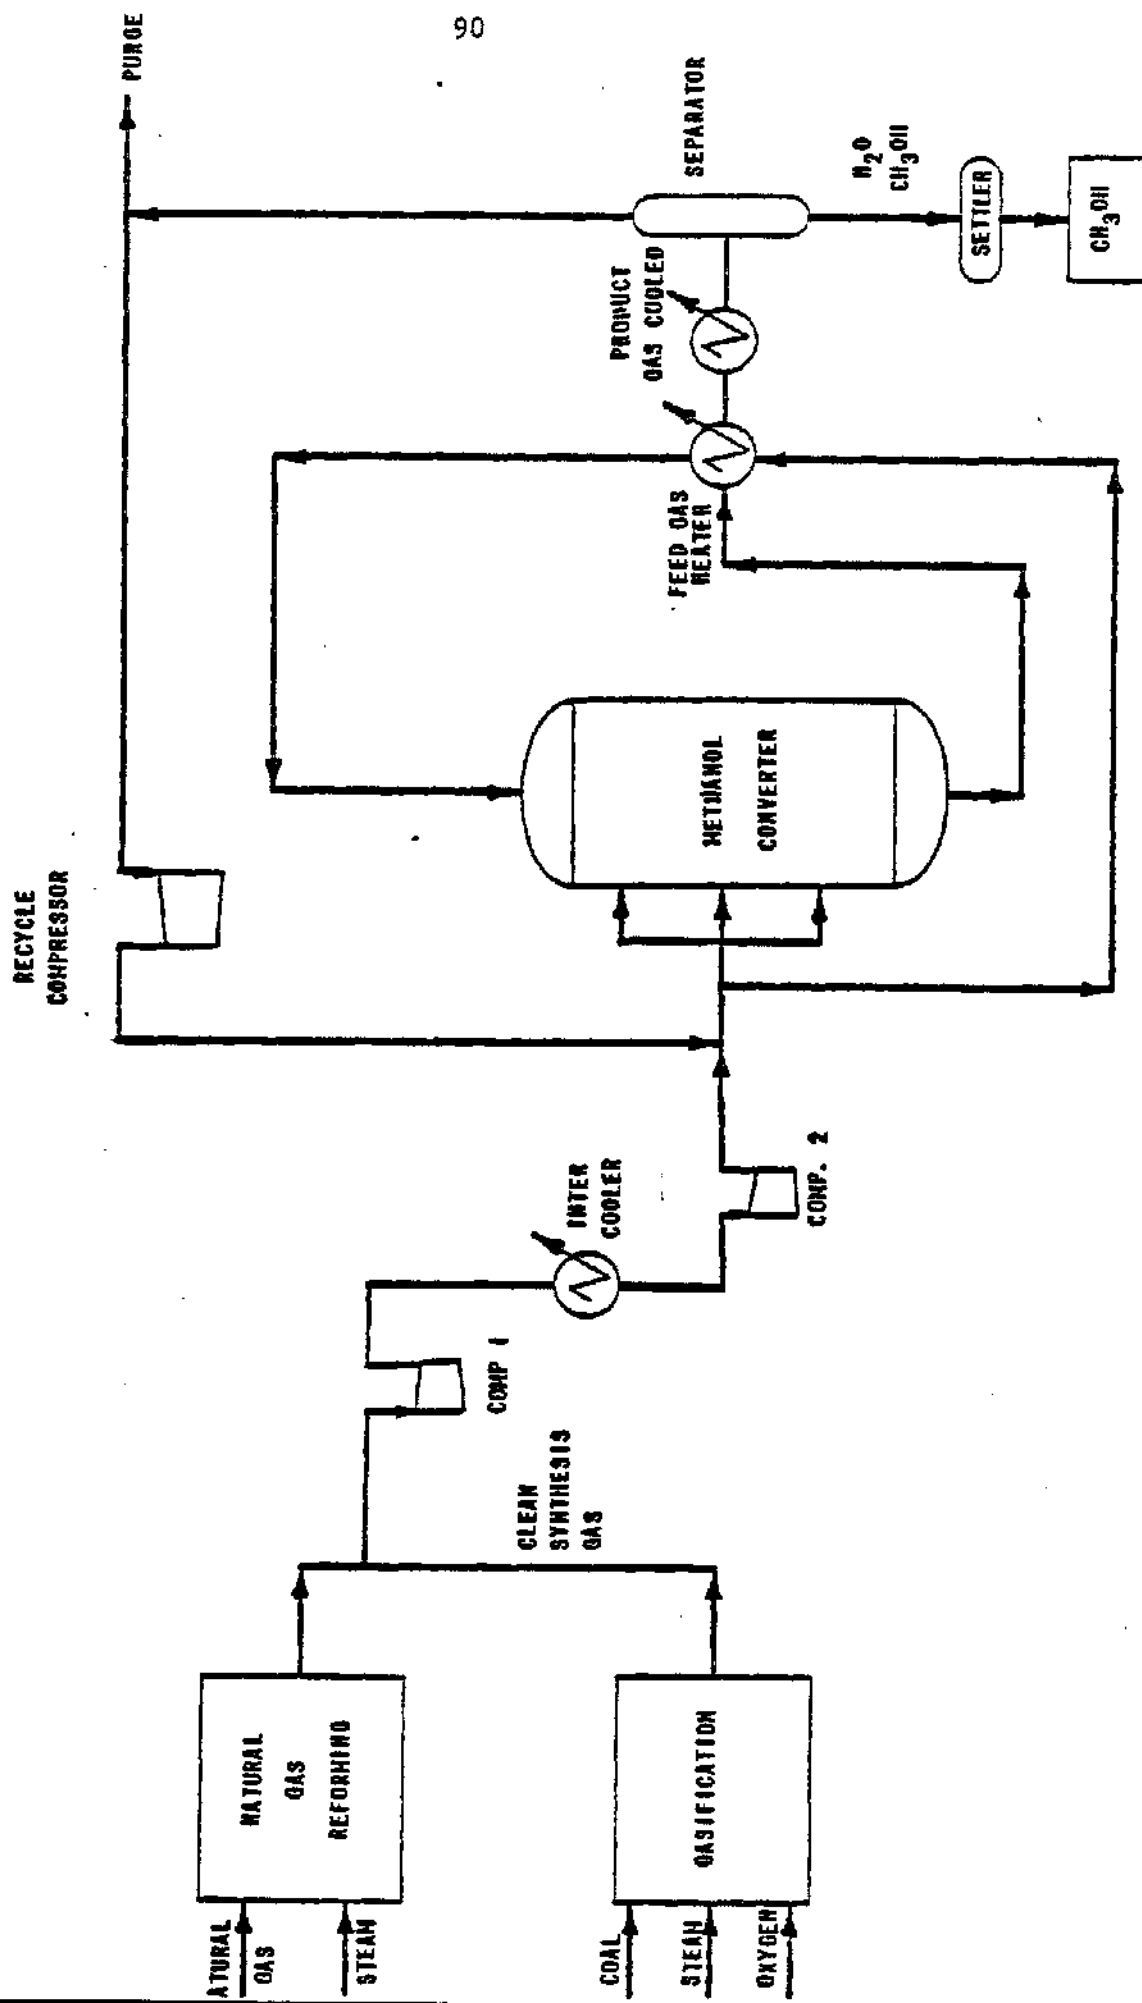 90
PURGE
RECYCLE
COMPRESSOR
SEPARATOR
PRODUCT
GAS COOLED
H2O
CH3OH
SETTLER
CH3OH
FEED GAS
HEATER
METHANOL
CONVERTER
INTER
COOLER
COMP. 2
COMP 1
CLEAN
SYNTHESIS
GAS
NATURAL
GAS
REFORMING
ATURAL
GAS
STEAM
GASIFICATION
COAL
STEAM
OXYGEN